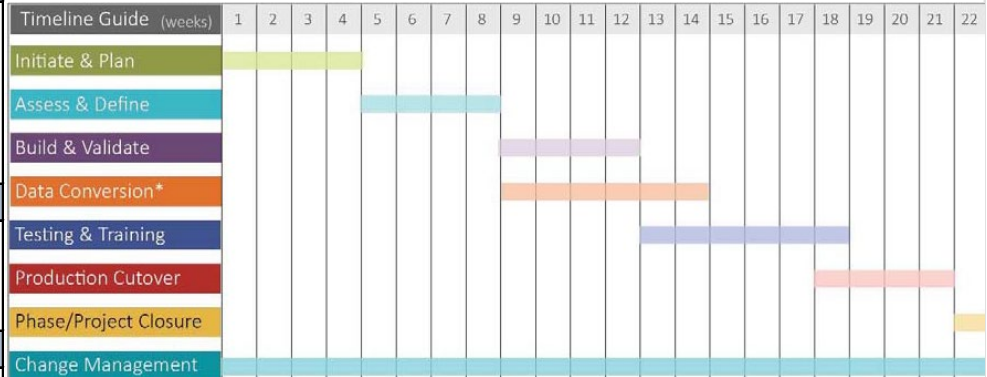 Timeline Guide (weeks) 1 2 3 4 5 6 7 8 9 10 11 12 13 14 15 16 17 18 19 20 21 22
Initiate & Plan
Assess & Define
Build & Validate
Data Conversion*
Testing & Training
Production Cutover
Phase/Project Closure
Change Management